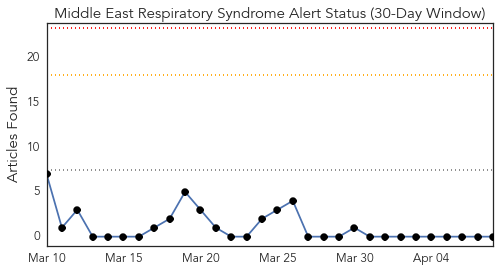 Middle East Respiratory Syndrome Alert Status (30-Day Window)
Articles Found
20
15
10
5
0
Mar 10
Mar 15
Mar 20
Mar 25
Mar 30
Apr 04